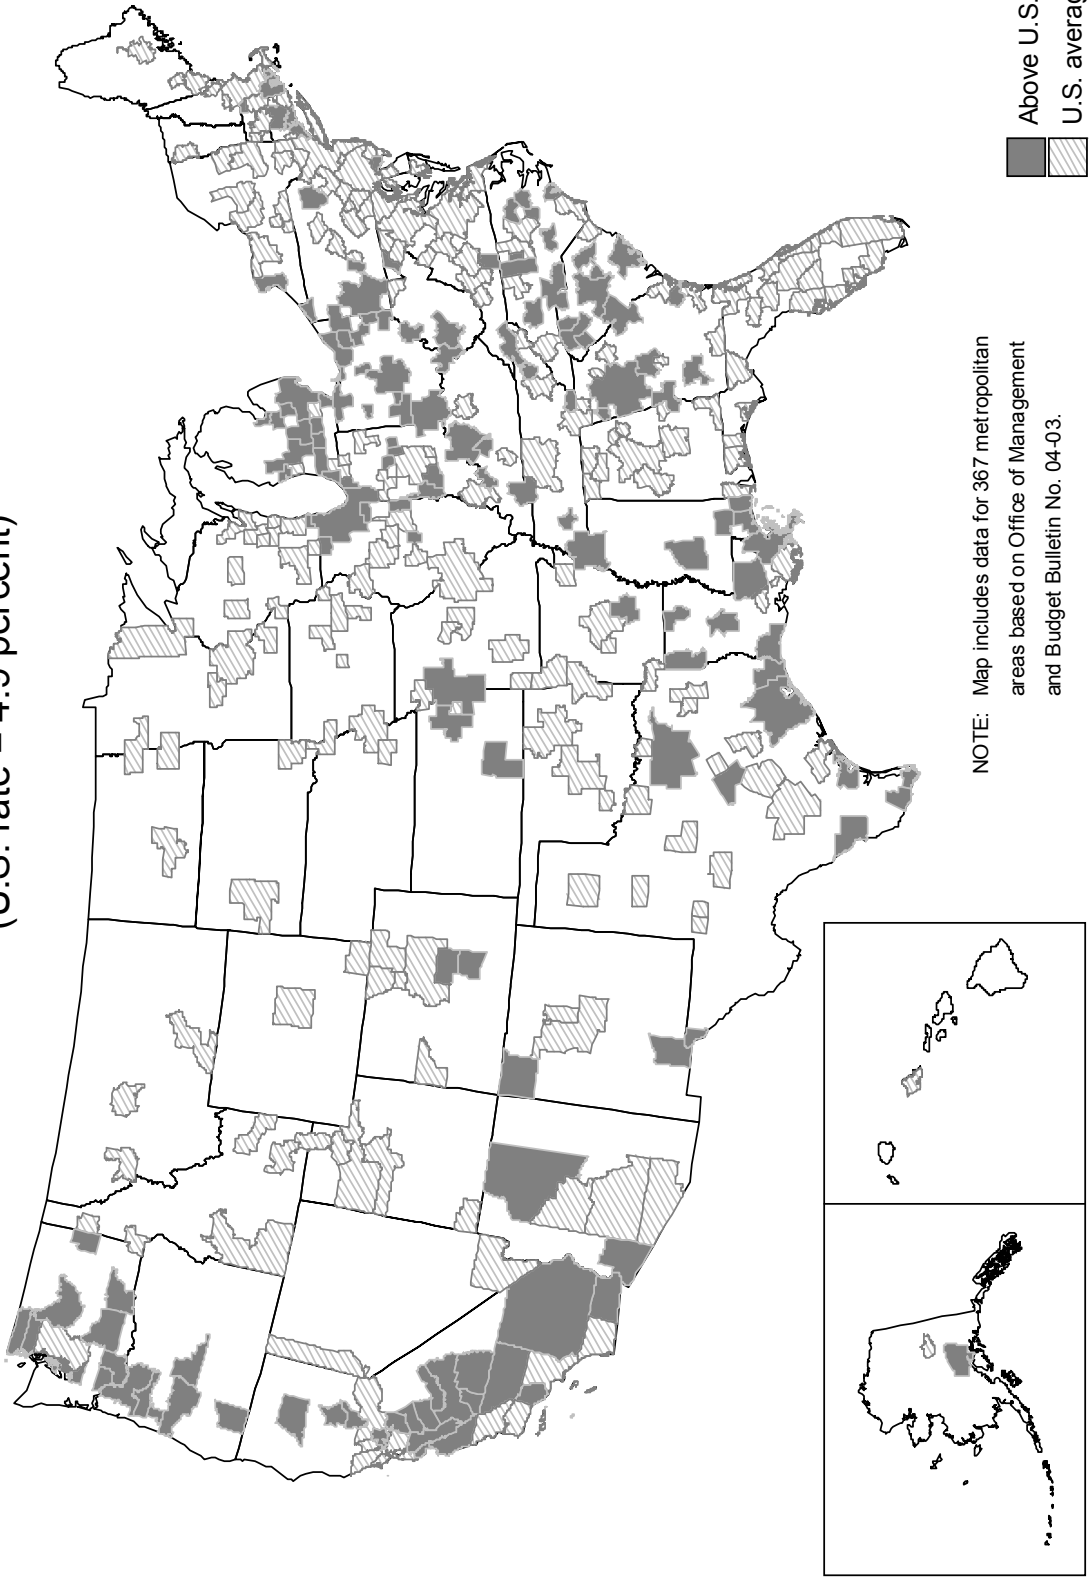 (U.S. rate = 4.9 percent)
Above U.S.
U.S. averag
NOTE: Map includes data for 367 metropolitan
areas based on Office of Management
and Budget Bulletin No. 04-03.